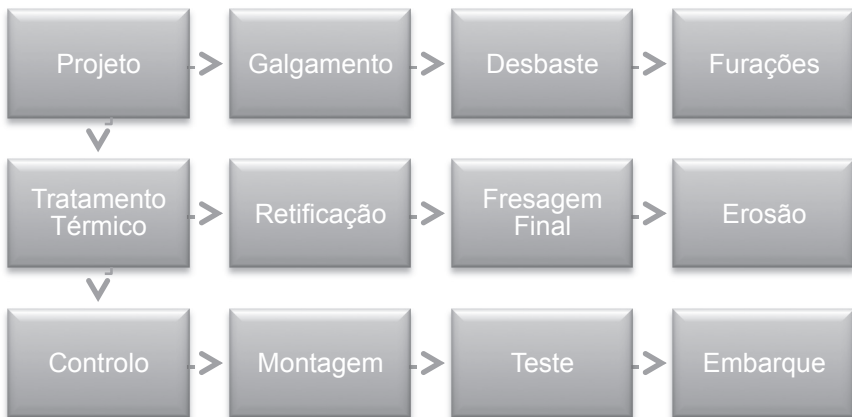 Projeto
Galgamento
Desbaste
Furações
Tratamento
Térmico
Retificação
Fresagem
Final
Erosão
Controlo
Montagem
Teste
Embarque